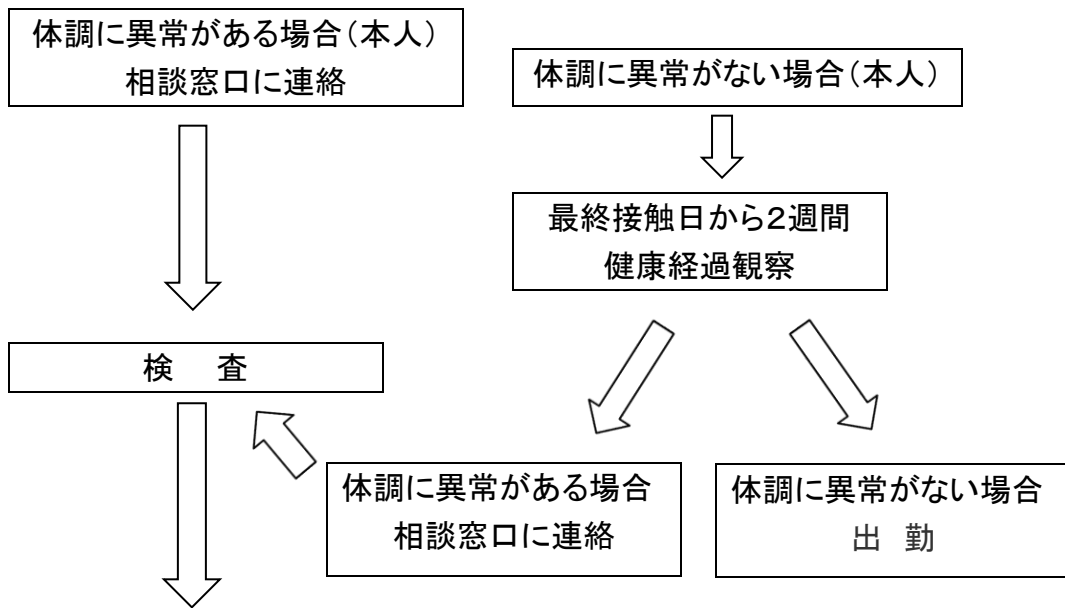 体調に異常がある場合（本人）
相談窓口に連絡
体調に異常がない場合（本人）
最終接触日から２週間
健康経過観察
検　査
体調に異常がある場合
相談窓口に連絡
体調に異常がない場合
出　勤